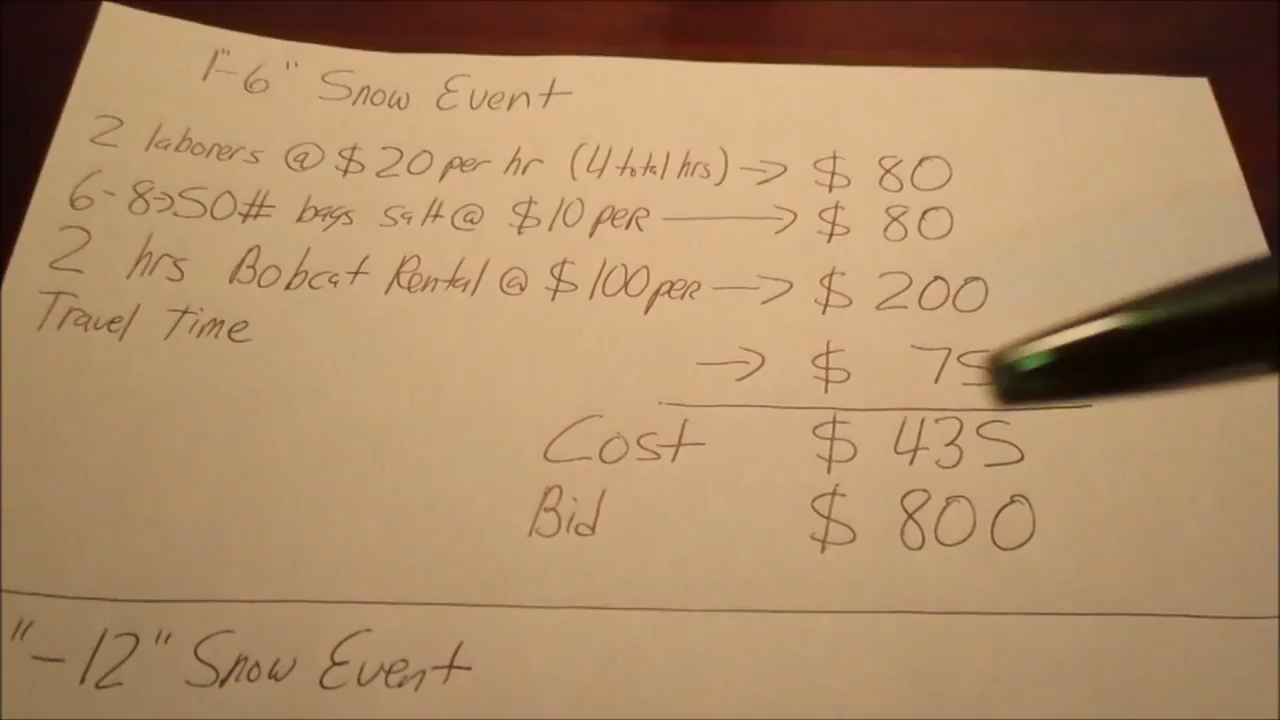 1"-6" Snow Event
2 laborers @ $20 per hr (4 total hrs) → $ 80
6-8→50# bags salt @ $10 per → $ 80
2 hrs Bobcat Rental @ $100 per → $ 200
Travel Time
→ $ 75
Cost $ 435
Bid $ 800
"-12" Snow Event